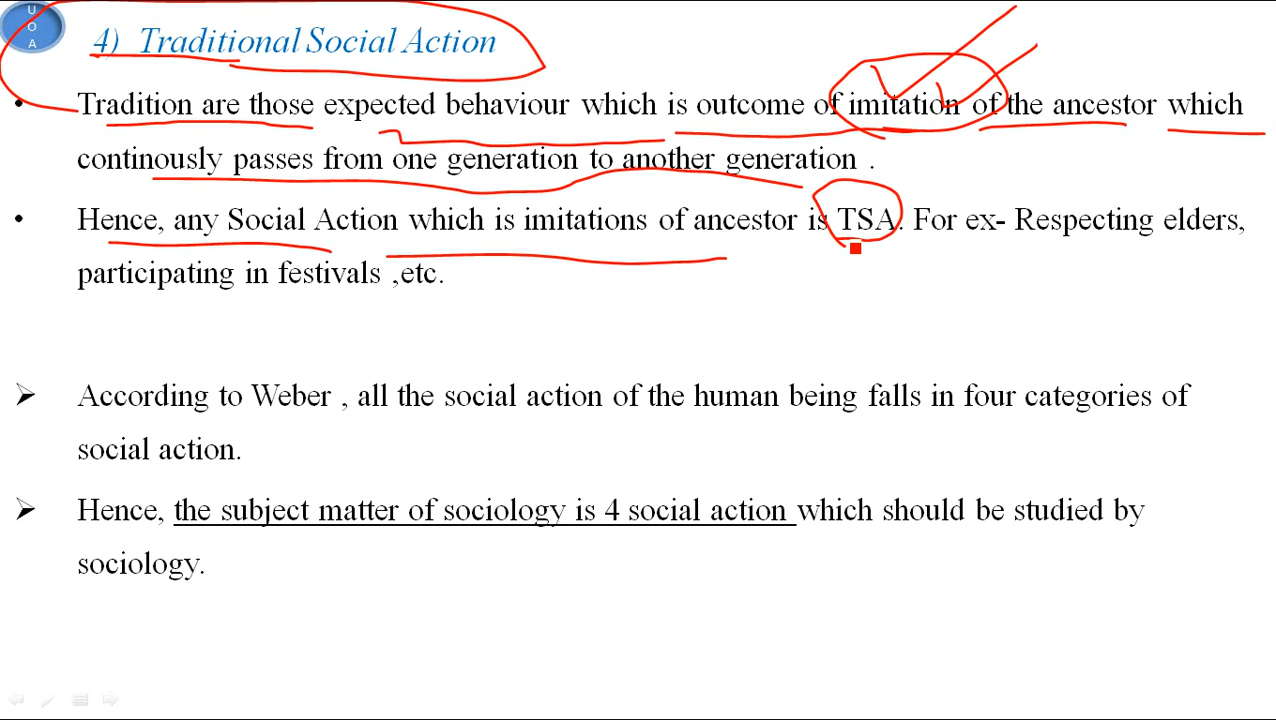 U
O
A
4) Traditional Social Action
• Tradition are those expected behaviour which is outcome of imitation of the ancestor which
continously passes from one generation to another generation .
• Hence, any Social Action which is imitations of ancestor is TSA. For ex- Respecting elders,
participating in festivals ,etc.
➢ According to Weber , all the social action of the human being falls in four categories of
social action.
➢ Hence, the subject matter of sociology is 4 social action which should be studied by
sociology.